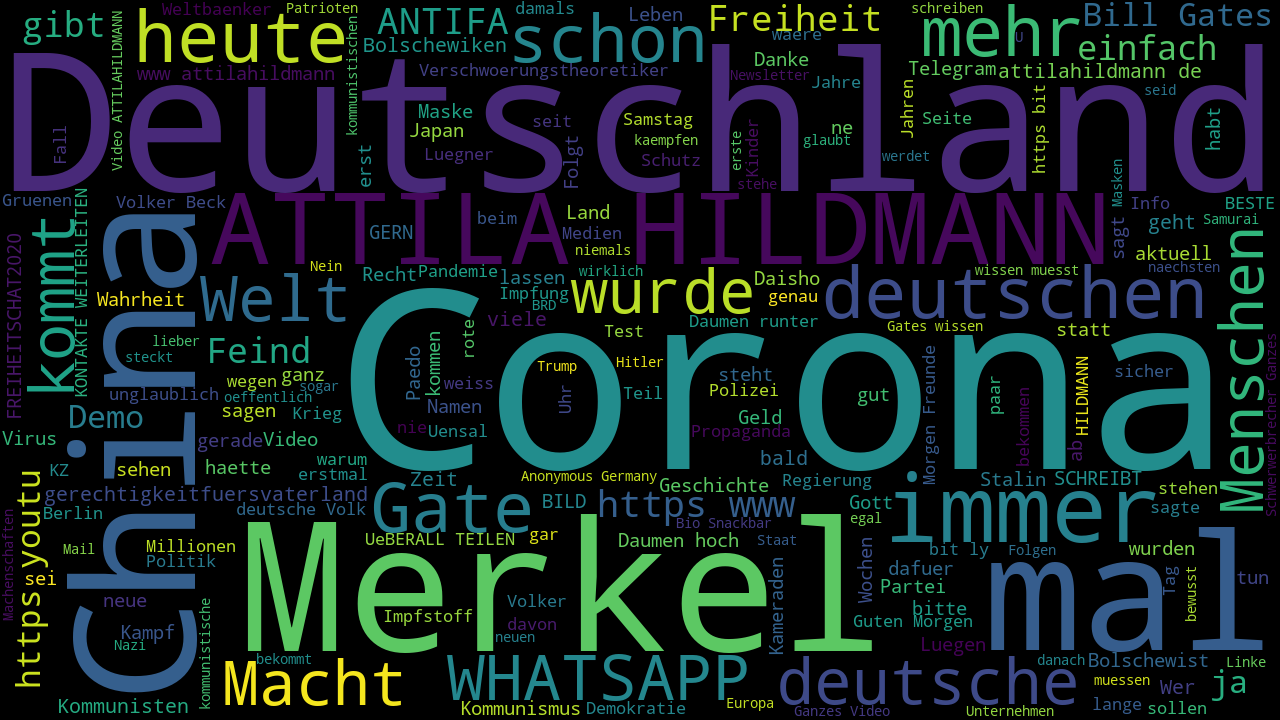 Weltbaenker
Patrioten
damals
schreiben
gibt
heute
ANTIFA
schon
Leben
Freiheit
mehr
U
Bill Gates
Bolschewiken
waere
einfach
Video ATTILAHILDMANN
kommunistischen
www attilahildmann
Verschwoerungstheoretiker
Danke
Newsletter
Jahre
Telegram
attilahildmann de
seid
Deutschland
Fall
Maske
Japan
Luegner
erst
seit
Folgt
Samstag
kaempfen
Schutz
erste
Kinder
stehe
ne
glaubt
Jahren
Seite
werdet
https bit
habt
Gruenen
Volker Beck
KONTAKTE WEITERLEITEN
ATTILA HILDMANN
GERN
beim
Land
Medien
niemals
Masken
Info
sagt
geht
BESTE
Samurai
aktuell
FREIHEITSCHAT2020
kommt
China
Nein
Welt
Wahrheit
Recht
Pandemie
lassen
Impfung
BRD
wirklich
wurde
Daisho
genau
deutschen
wissen muesst
naechsten
Menschen
lieber
steckt
Feind
viele
rote
Test
Daumen runter
Gates wissen
statt
Corona
unglaublich
wegen
ganz
sogar
oeffentlich
Paedo
kommen
weiss
Trump
Hitler
Uhr
Teil
steht
Polizei
gut
Morgen Freunde
paar
HILDMANN
sicher
Schwerverbrecher Ganzes
Demo
sagen
Krieg
Namen
nie
Uensal
Geld
Propaganda
bekommen
ab
Virus
gerade
Video
KZ
sehen
haette
warum
erstmal
bald
https youtu
gerechtigkeitfuersvaterland
Zeit
Anonymous Germany
Geschichte
Regierung
Gott
Stalin
SCHREIBT
stehen
Berlin
deutsche Volk
Gate
BILD
https www
immer
sagte
Machenschaften
Mail
Millionen
Politik
UeBERALL TEILEN
gar
Bio Snackbar
Daumen hoch
Staat
egal
bit ly
Folgen
wurden
sei
Merkel
mal
Kameraden
Wochen
dafuer
Partei
Tag
bewusst
tun
neue
kommunistische
Impfstoff
Volker
davon
neuen
bitte
Guten Morgen
Kampf
Nazi
Luegen
bekommt
Macht
WHATSAPP
deutsche
danach
Bolschewist
Linke
muessen
Wer
ja
Kommunisten
Kommunismus
Demokratie
Europa
Ganzes Video
Unternehmen
lange
sollen